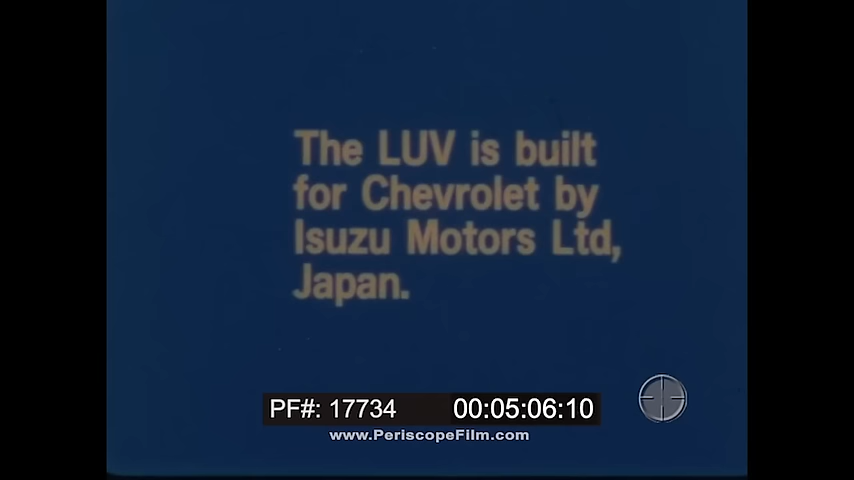 The LUV is built
for Chevrolet by
Isuzu Motors Ltd,
Japan.
PF#: 17734 00:05:06:10
www.PeriscopeFilm.com